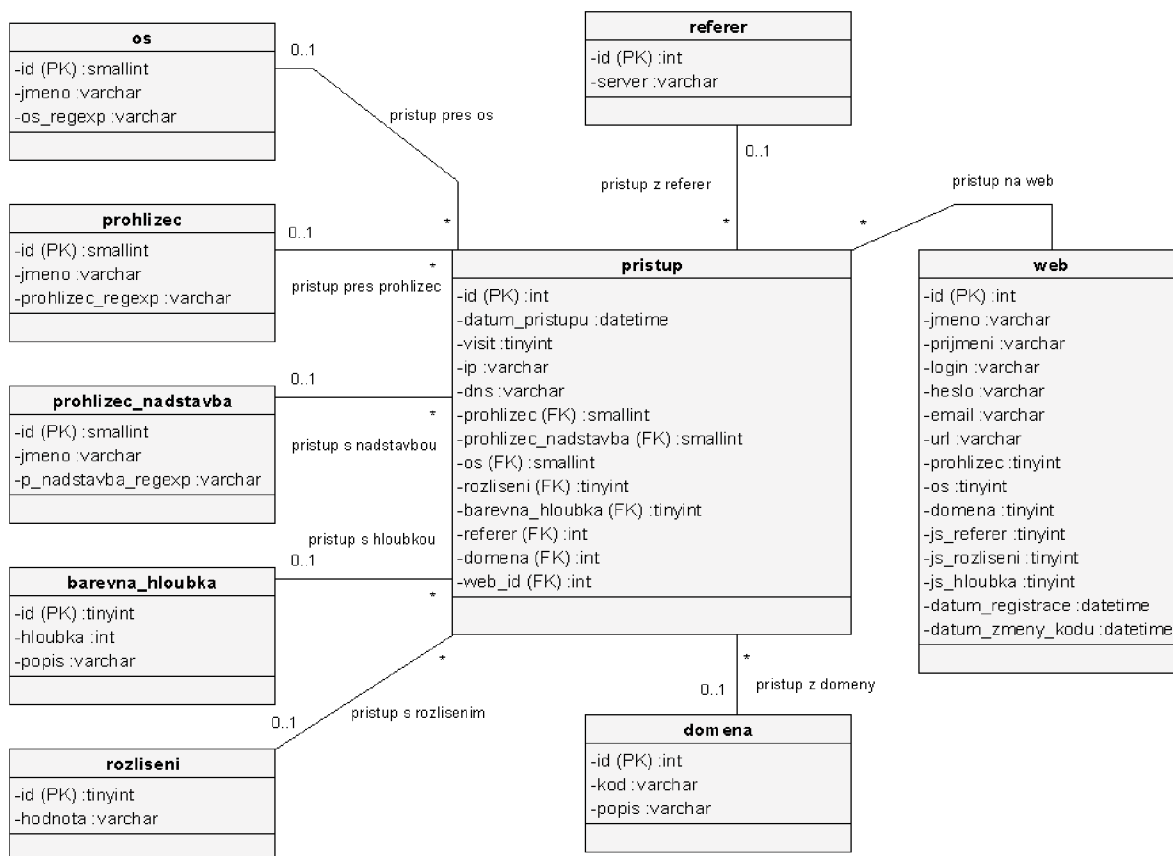 os
-id (PK) :smallint
-jmeno :varchar
-os_regexp :varchar
0..1
pristup pres os
*
referer
-id (PK) :int
-server :varchar
0..1
pristup z referer
*
pristup na web
*
prohlizec
-id (PK) :smallint
-jmeno :varchar
-prohlizec_regexp :varchar
0..1
*
pristup pres prohlizec
prohlizec_nadstavba
-id (PK) :smallint
-jmeno :varchar
-p_nadstavba_regexp :varchar
0..1
*
pristup s nadstavbou
barevna_hloubka
-id (PK) :tinyint
-hloubka :int
-popis :varchar
pristup s hloubkou
0..1
*
rozliseni
-id (PK) :tinyint
-hodnota :varchar
0..1
pristup s rozlisenim
*
pristup
-id (PK) :int
-datum_pristupu :datetime
-visit :tinyint
-ip :varchar
-dns :varchar
-prohlizec (FK) :smallint
-prohlizec_nadstavba (FK) :smallint
-os (FK) :smallint
-rozliseni (FK) :tinyint
-barevna_hloubka (FK) :tinyint
-referer (FK) :int
-domena (FK) :int
-web_id (FK) :int
*
pristup z domeny
0..1
domena
-id (PK) :int
-kod :varchar
-popis :varchar
web
-id (PK) :int
-jmeno :varchar
-prijmeni :varchar
-login :varchar
-heslo :varchar
-email :varchar
-url :varchar
-prohlizec :tinyint
-os :tinyint
-domena :tinyint
-js_referer :tinyint
-js_rozliseni :tinyint
-js_hloubka :tinyint
-datum_registrace :datetime
-datum_zmeny_kodu :datetime